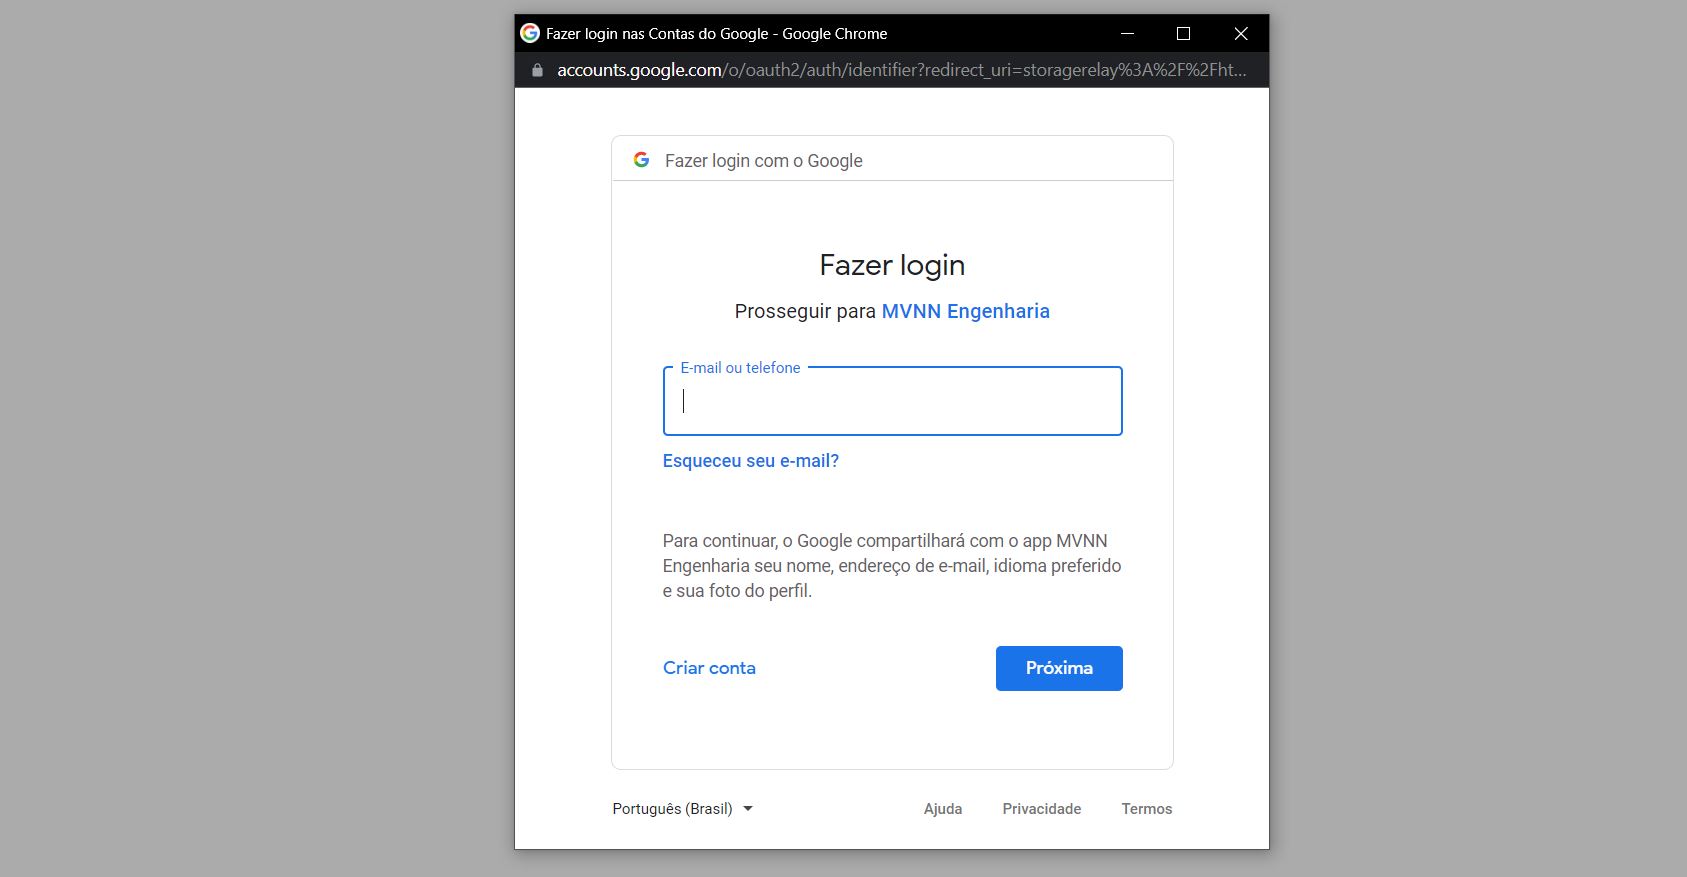 Fazer login nas Contas do Google - Google Chrome
accounts.google.com/o/oauth2/auth/identifier?redirect_uri=storagerelay%3A%2F%2Fht...
Fazer login com o Google
Fazer login
Prosseguir para MVNN Engenharia
E-mail ou telefone
Esqueceu seu e-mail?
Para continuar, o Google compartilhará com o app MVNN
Engenharia seu nome, endereço de e-mail, idioma preferido
e sua foto do perfil.
Criar conta
Próxima
Português (Brasil)
Ajuda
Privacidade
Termos